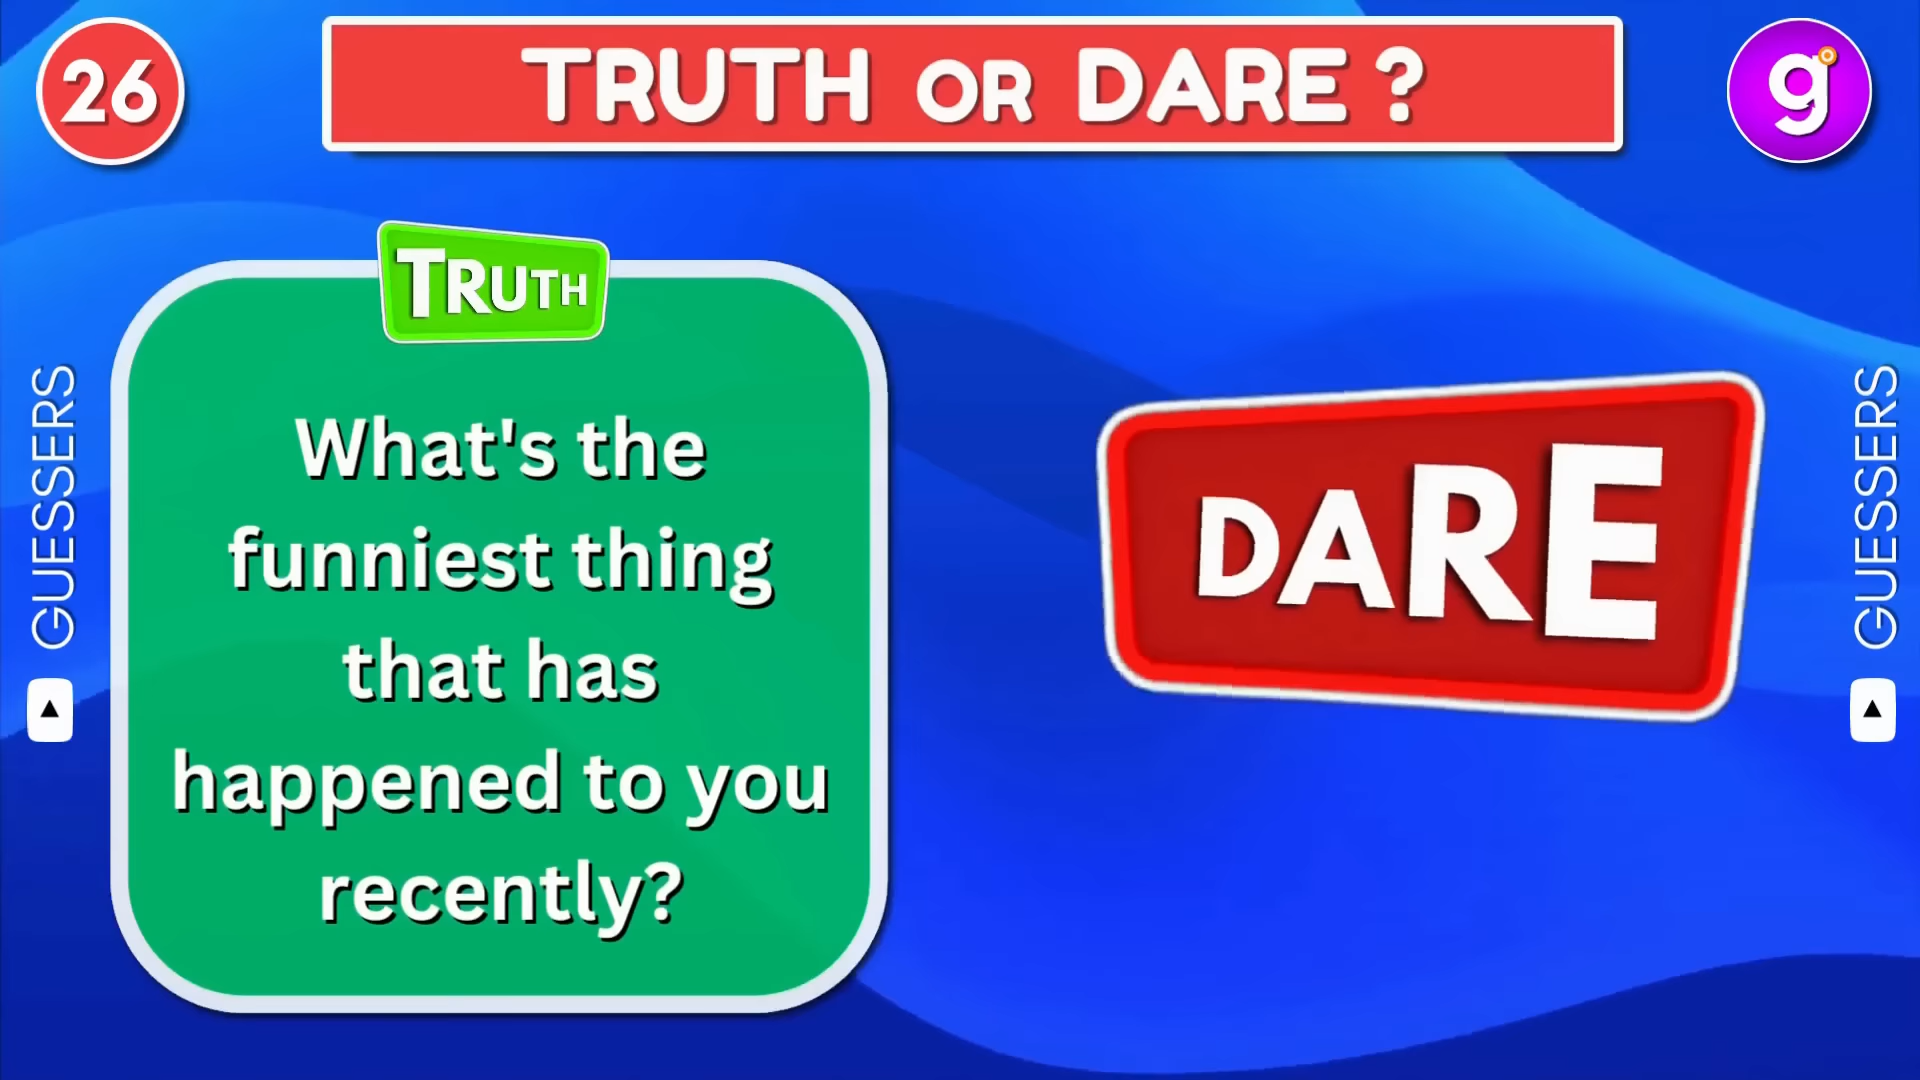 26
TRUTH OR DARE ?
g
TRUTH
What's the
funniest thing
that has
happened to you
recently?
DARE
GUESSERS
GUESSERS